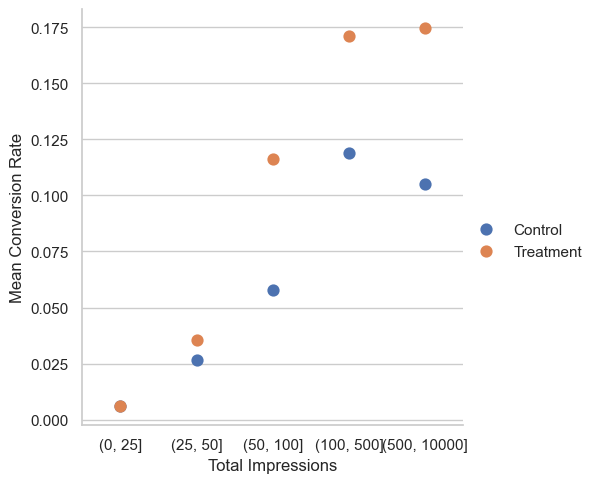 0.175
0.150
0.125
0.100
0.075
0.050
0.025
0.000
Mean Conversion Rate
(0, 25] (25, 50] (50, 100] (100, 500] (500, 10000]
Total Impressions
Control
Treatment